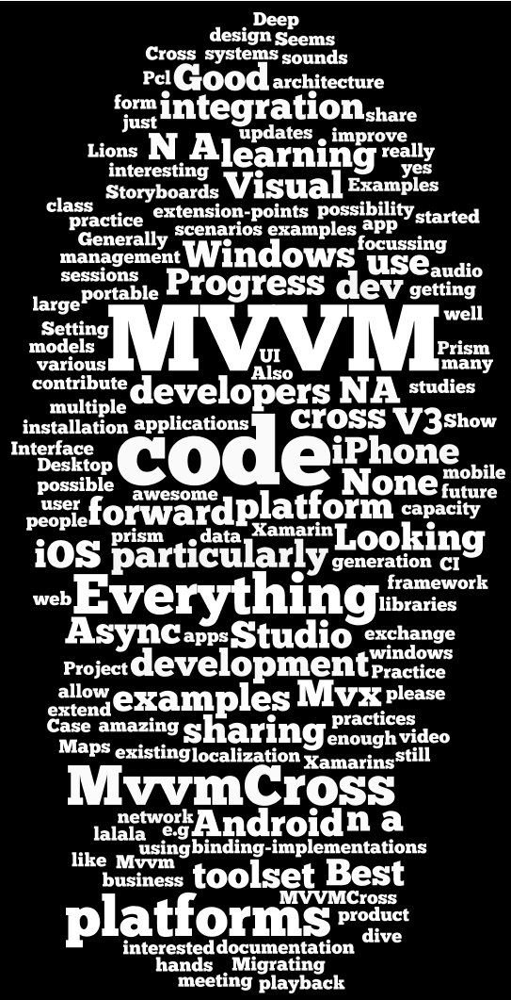 Deep
design Seems
Cross systems sounds
Pcl Good architecture
form integration share
just updates improve
Lions N A learning really
interesting Visual Examples yes
Storyboards
class extension-points possibility started
practice scenarios examples app
Generally Windows focussing
management use audio
sessions Progress dev getting
portable
large MVVM well
Setting
models UI Prism
various Also many
contribute developers NA studies
multiple cross V3 Show
installation applications
Interface code iPhone
Desktop None mobile
possible awesome future
user forward platform capacity
people Xamarin
prism data Looking
iOS particularly generation CI
framework
web Everything libraries
Async apps Studio exchange
windows
Project development Practice
allow examples Mvx please
extend
Case amazing sharing practices
enough video
Maps existing localization still
Xamarins
MvvmCross
network Android n a
lalala e.g
using binding-implementations
like Mvvm toolset Best
business
MVVMCross
platforms product
dive
interested documentation
hands Migrating
meeting playback